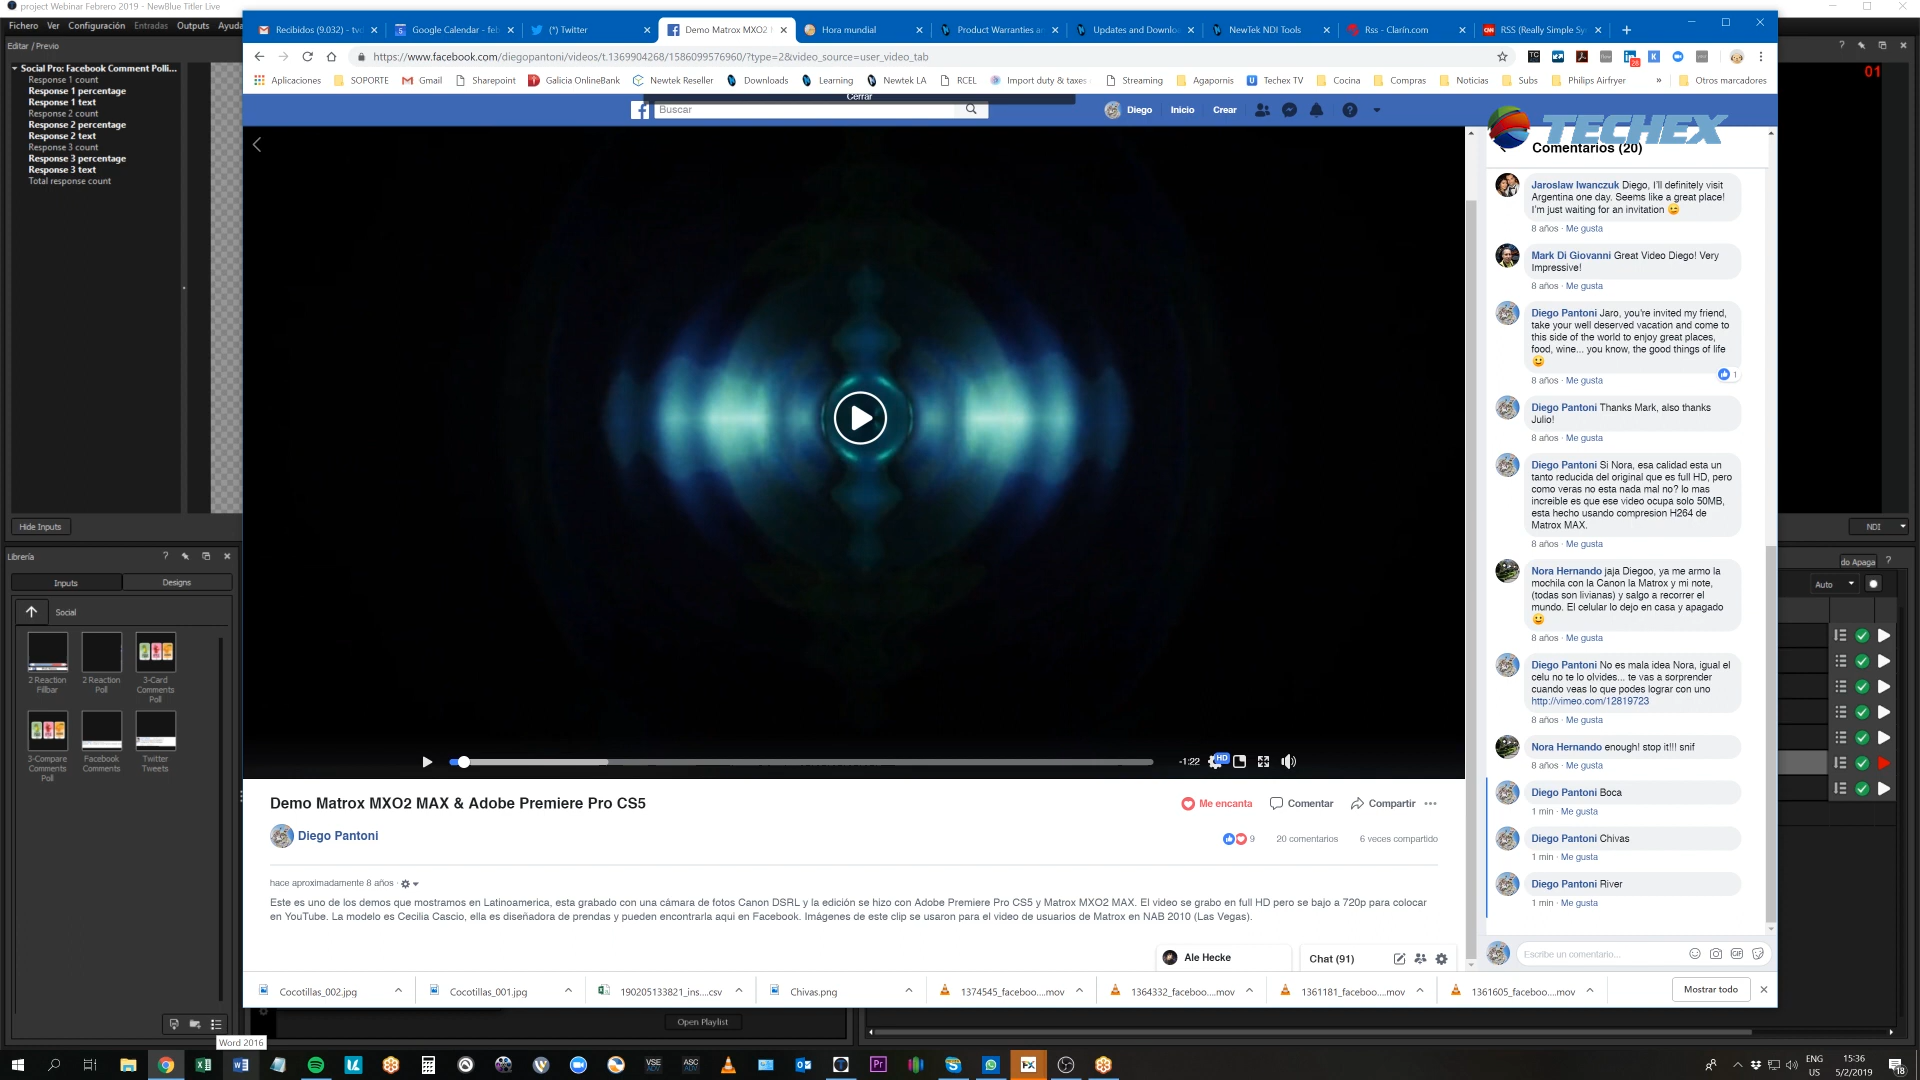 project Webinar Febrero 2019 - NewBlue Titler Live
Fichero Ver Configuración Entradas Outputs Ayuda
Editar / Previo
Social Pro: Facebook Comment Polli...
Response 1 count
Response 1 percentage
Response 1 text
Response 2 count
Response 2 percentage
Response 2 text
Response 3 count
Response 3 percentage
Response 3 text
Total response count
Hide Inputs
Librería
Inputs Designs
Social
2 Reaction Fillbar
2 Reaction Poll
3-Card Comments Poll
3-Compare Comments Poll
Facebook Comments
Twitter Tweets
Word 2016
Recibidos (9.032) - tvd
Google Calendar - feb
(*) Twitter
Demo Matrox MXO2 M
Hora mundial
Product Warranties an
Updates and Downlo
NewTek NDI Tools
Rss - Clarín.com
RSS (Really Simple Sy
https://www.facebook.com/diegopantoni/videos/t.1369904268/1586099576960/?type=2&video_source=user_video_tab
Aplicaciones SOPORTE Gmail Sharepoint Galicia OnlineBank Newtek Reseller Downloads Learning Newtek LA RCEL Import duty & taxes Streaming Agapornis Techex TV Cocina Compras Noticias Subs Philips Airfryer » Otros marcadores
Cerrar
Buscar
Diego Inicio Crear
01
TECHEX
Comentarios (20)
Jaroslaw Iwanczuk Diego, I'll definitely visit
Argentina one day. Seems like a great place!
I'm just waiting for an invitation
8 años · Me gusta
Mark Di Giovanni Great Video Diego! Very
Impressive!
8 años · Me gusta
Diego Pantoni Jaro, you're invited my friend,
take your well deserved vacation and come to
this side of the world to enjoy great places,
food, wine... you know, the good things of life
8 años · Me gusta
1
Diego Pantoni Thanks Mark, also thanks
Julio!
8 años · Me gusta
Diego Pantoni Si Nora, esa calidad esta un
tanto reducida del original que es full HD, pero
como veras no esta nada mal no? lo mas
increible es que ese video ocupa solo 50MB,
esta hecho usando compresion H264 de
Matrox MAX.
8 años · Me gusta
Nora Hernando jaja Diegoo, ya me armo la
mochila con la Canon la Matrox y mi note,
(todas son livianas) y salgo a recorrer el
mundo. El celular lo dejo en casa y apagado
8 años · Me gusta
Diego Pantoni No es mala idea Nora, igual el
celu no te lo olvides... te vas a sorprender
cuando veas lo que podes lograr con uno
http://vimeo.com/12819723
8 años · Me gusta
Nora Hernando enough! stop it!!! snif
8 años · Me gusta
Diego Pantoni Boca
1 min · Me gusta
Diego Pantoni Chivas
1 min · Me gusta
Diego Pantoni River
1 min · Me gusta
Escribe un comentario...
-1:22 HD
Demo Matrox MXO2 MAX & Adobe Premiere Pro CS5
Me encanta Comentar Compartir
Diego Pantoni
9 20 comentarios 6 veces compartido
hace aproximadamente 8 años ·
Este es uno de los demos que mostramos en Latinoamerica, esta grabado con una cámara de fotos Canon DSRL y la edición se hizo con Adobe Premiere Pro CS5 y Matrox MXO2 MAX. El video se grabo en full HD pero se bajo a 720p para colocar
en YouTube. La modelo es Cecilia Cascio, ella es diseñadora de prendas y pueden encontrarla aqui en Facebook. Imágenes de este clip se usaron para el video de usuarios de Matrox en NAB 2010 (Las Vegas).
Ale Hecke Chat (91)
Cocotillas_002.jpg Cocotillas_001.jpg 190205133821_ins....csv Chivas.png 1374545_faceboo....mov 1364332_faceboo....mov 1361181_faceboo....mov 1361605_faceboo....mov Mostrar todo
Open Playlist
NDI
do Apaga
Auto
VSE ADV
ASC ADV
Pr
FX
ENG
US
15:36
5/2/2019
18